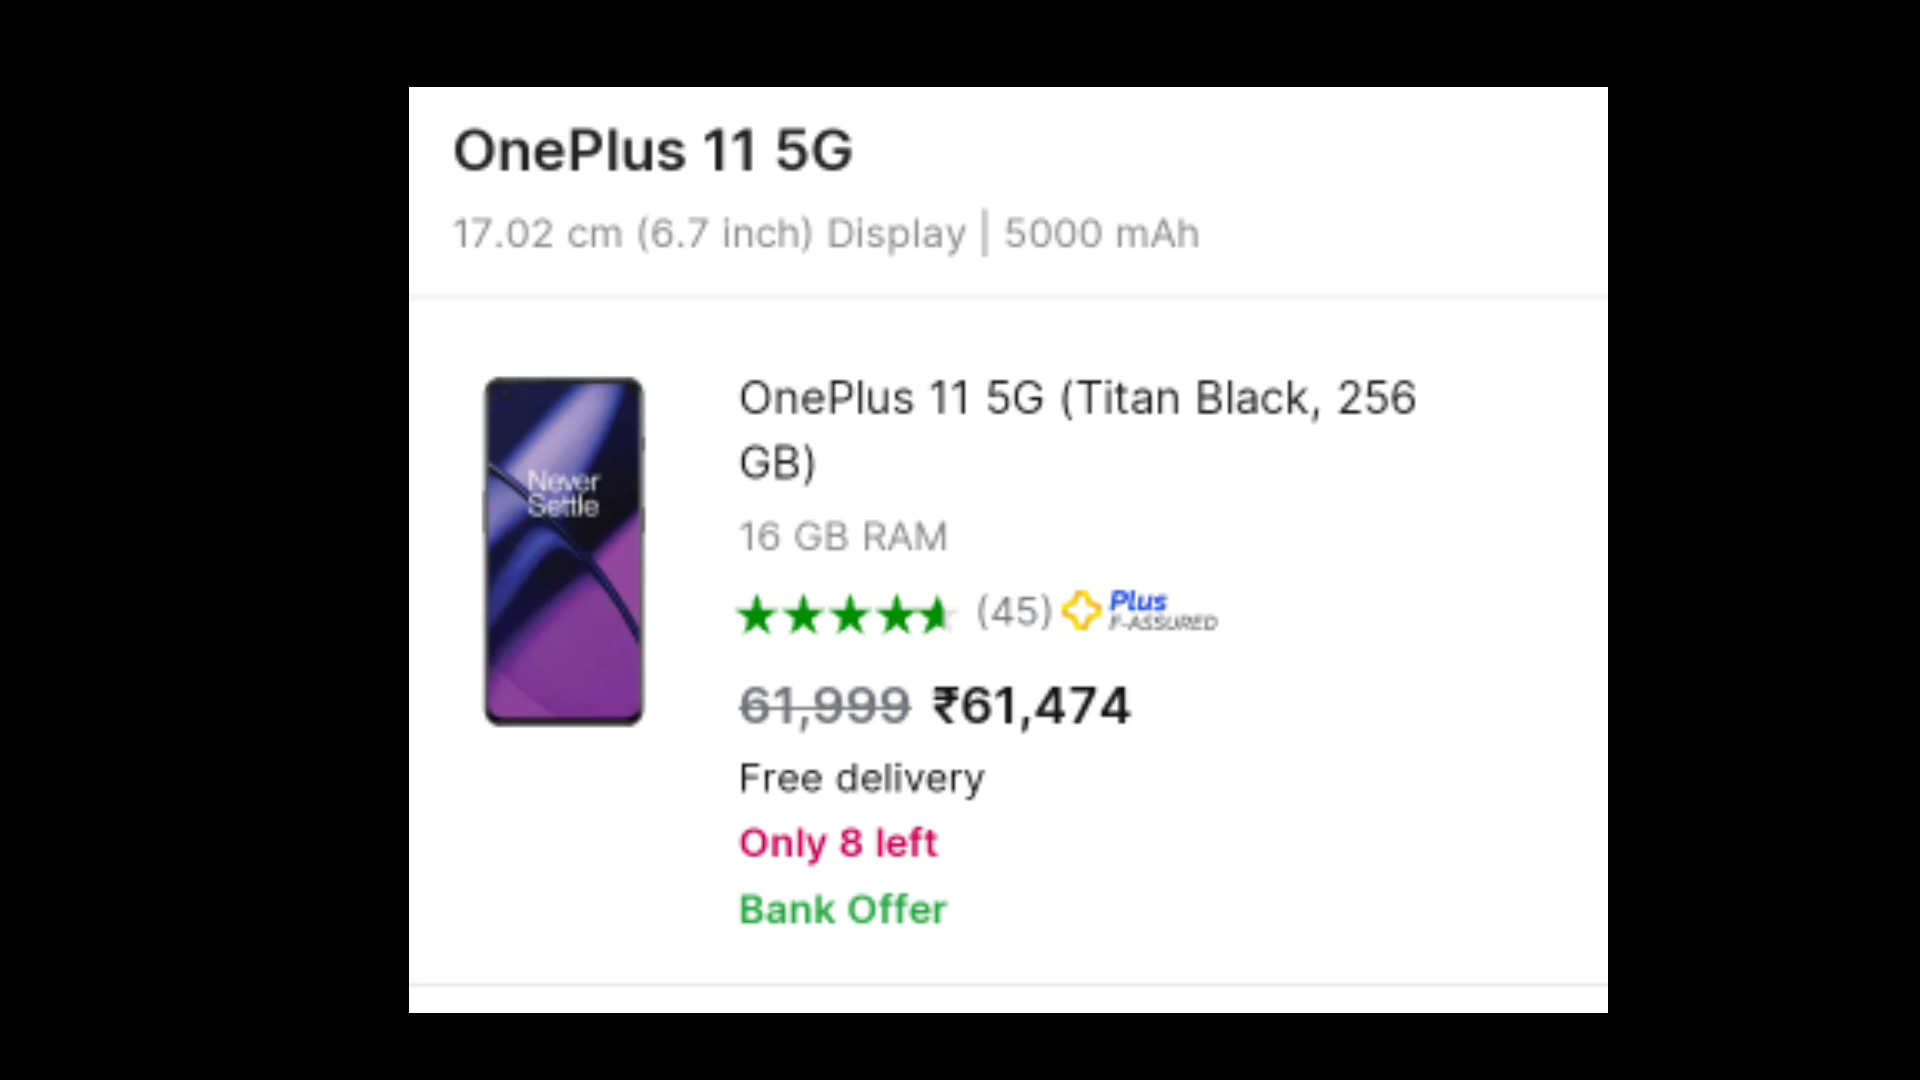 OnePlus 11 5G
17.02 cm (6.7 inch) Display | 5000 mAh
Never
Settle
OnePlus 11 5G (Titan Black, 256
GB)
16 GB RAM
(45) Plus
F-ASSURED
61,999 ₹61,474
Free delivery
Only 8 left
Bank Offer